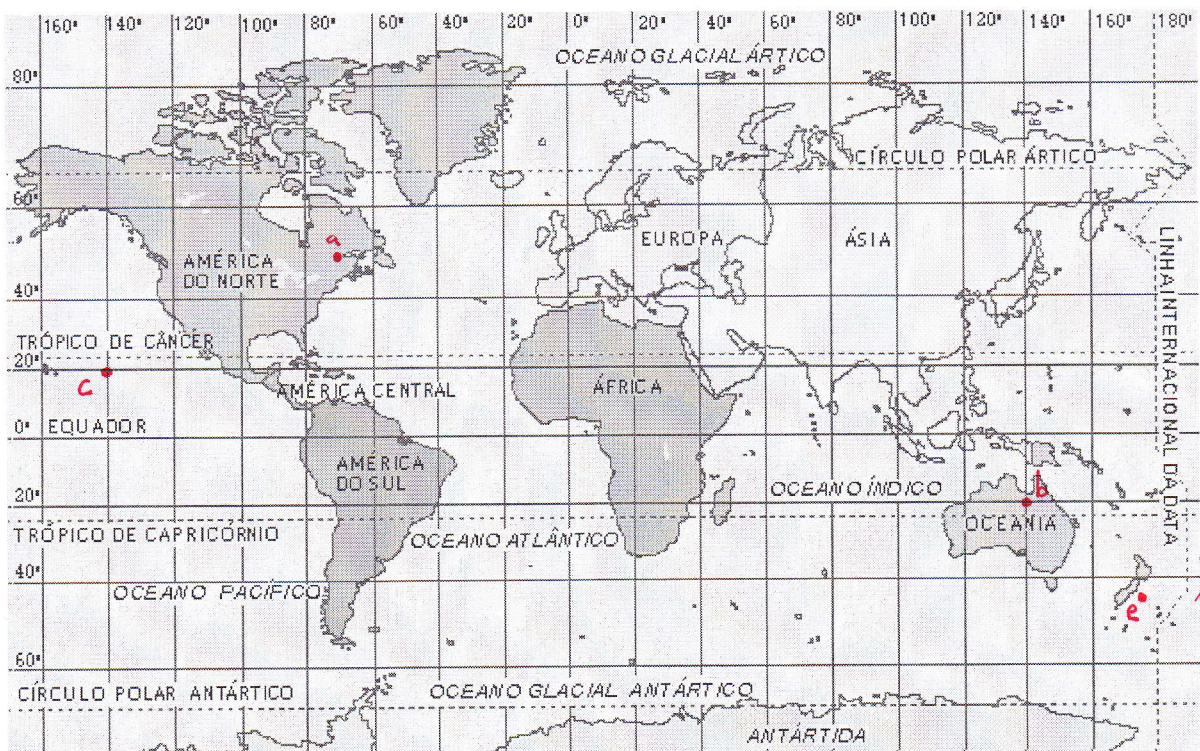 160° 140° 120° 100° 80° 60° 40° 20° 0° 20° 40° 60° 80° 100° 120° 140° 160° 180°
OCEANO GLACIAL ÁRTICO
80°
CÍRCULO POLAR ÁRTICO
60°
a
EUROPA
ÁSIA
AMÉRICA
DO NORTE
LINHA INTERNACIONAL DA DATA
40°
TRÓPICO DE CÂNCER
20°
C
AMÉRICA CENTRAL
ÁFRICA
0°
EQUADOR
AMÉRICA
DO SUL
OCEANO ÍNDICO
b
20°
OCEANIA
TRÓPICO DE CAPRICÓRNIO
OCEANO ATLÂNTICO
40°
OCEANO PACÍFICO
e
60°
CÍRCULO POLAR ANTÁRTICO
OCEANO GLACIAL ANTÁRTICO
ANTÁRTIDA